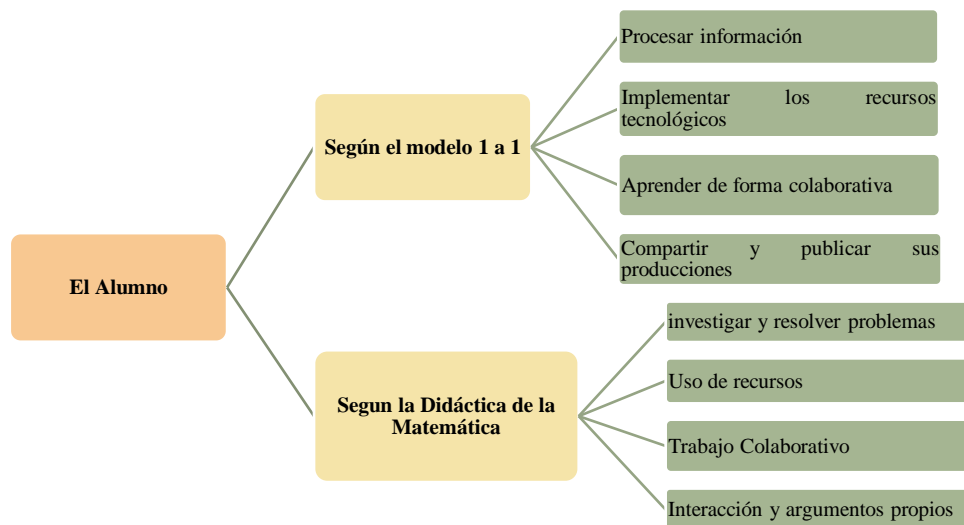 El Alumno
Según el modelo 1 a 1
Procesar información
Implementar los recursos
tecnológicos
Aprender de forma colaborativa
Compartir y publicar sus
producciones
Segun la Didáctica de la
Matemática
investigar y resolver problemas
Uso de recursos
Trabajo Colaborativo
Interacción y argumentos propios